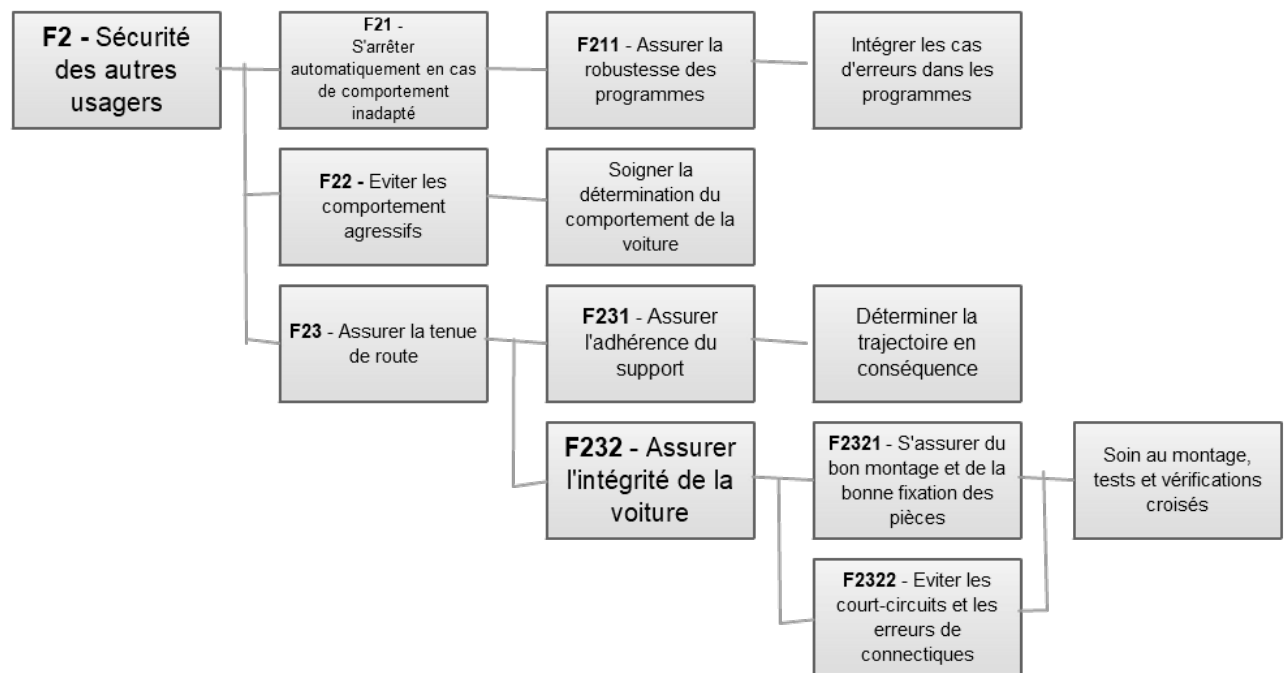 F2 - Sécurité
des autres
usagers
F21 -
S'arrêter
automatiquement en cas
de comportement
inadapté
F211 - Assurer la
robustesse des
programmes
Intégrer les cas
d'erreurs dans les
programmes
F22 - Eviter les
comportement
agressifs
Soigner la
détermination du
comportement de la
voiture
F23 - Assurer la tenue
de route
F231 - Assurer
l'adhérence du
support
Déterminer la
trajectoire en
conséquence
F232 - Assurer
l'intégrité de la
voiture
F2321 - S'assurer du
bon montage et de la
bonne fixation des
pièces
Soin au montage,
tests et vérifications
croisés
F2322 - Eviter les
court-circuits et les
erreurs de
connectiques